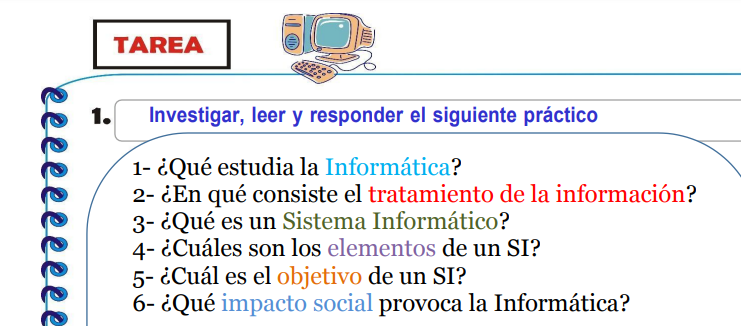 TAREA
1. Investigar, leer y responder el siguiente práctico
1- ¿Qué estudia la Informática?
2- ¿En qué consiste el tratamiento de la información?
3- ¿Qué es un Sistema Informático?
4- ¿Cuáles son los elementos de un SI?
5- ¿Cuál es el objetivo de un SI?
6- ¿Qué impacto social provoca la Informática?